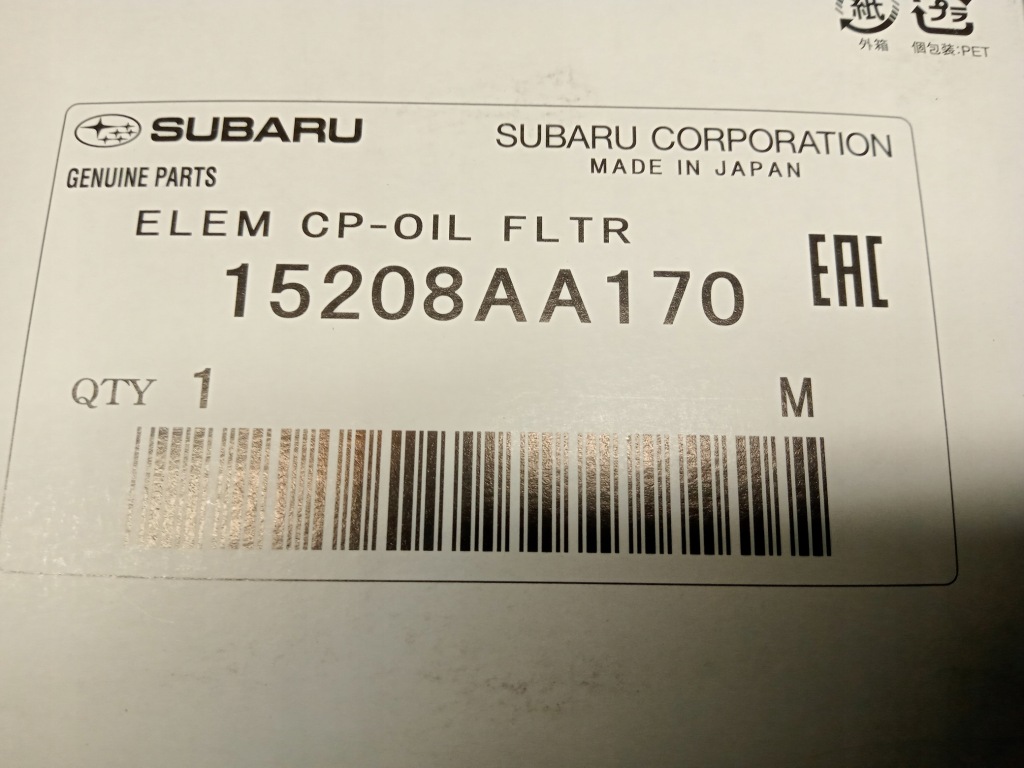 紙
プラ
外箱
個包装:PET
SUBARU
SUBARU CORPORATION
GENUINE PARTS
MADE IN JAPAN
ELEM CP-OIL FLTR
15208AA170
EAC
QTY 1
M